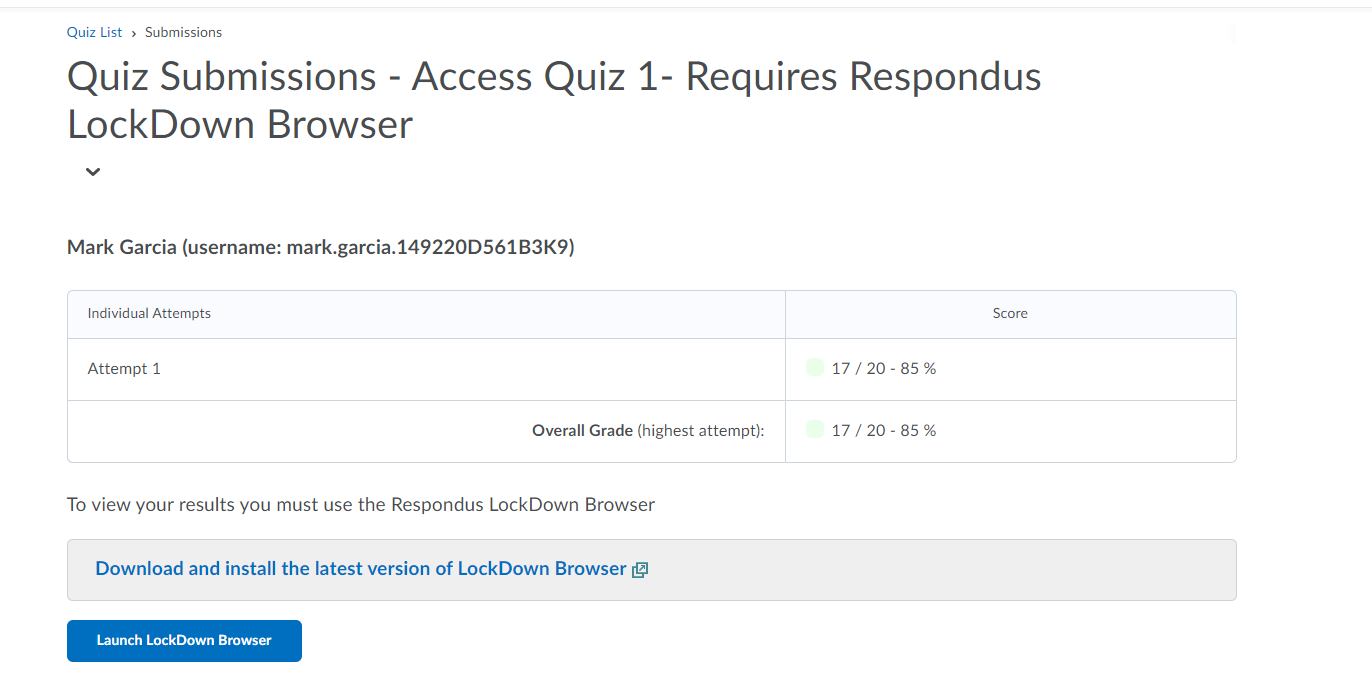 Quiz List › Submissions
Quiz Submissions - Access Quiz 1- Requires Respondus
LockDown Browser
Mark Garcia (username: mark.garcia.149220D561B3K9)
Individual Attempts Score
Attempt 1 17 / 20 - 85 %
Overall Grade (highest attempt): 17 / 20 - 85 %
To view your results you must use the Respondus LockDown Browser
Download and install the latest version of LockDown Browser
Launch LockDown Browser